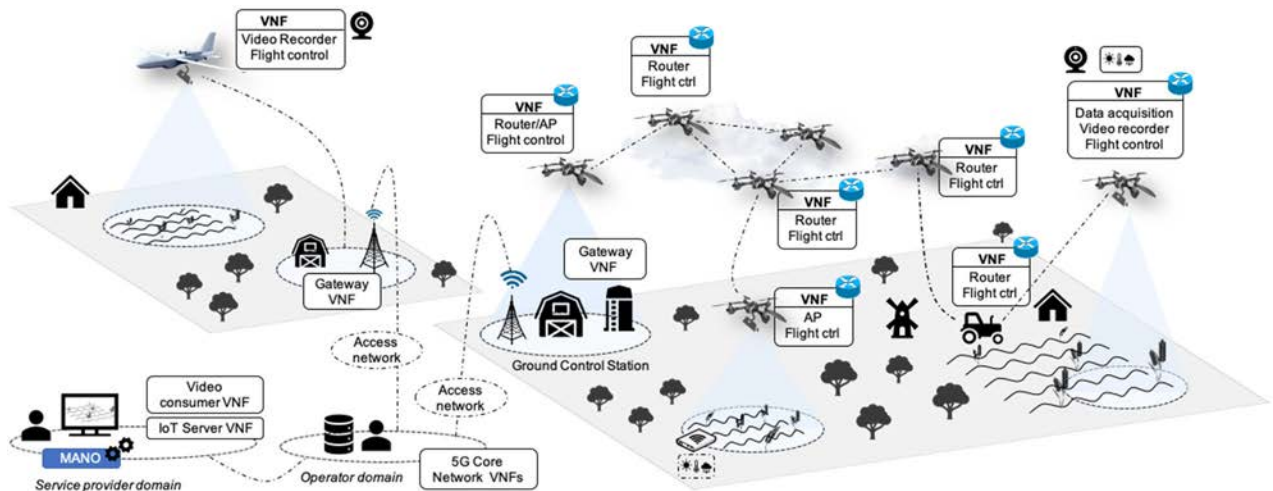 VNF
Video Recorder
Flight control
VNF
Router
Flight ctrl
VNF
Router/AP
Flight control
VNF
Data acquisition
Video recorder
Flight control
VNF
Router
Flight ctrl
VNF
Router
Flight ctrl
Gateway
VNF
Gateway
VNF
VNF
Router
Flight ctrl
VNF
AP
Flight ctrl
Access
network
Ground Control Station
Access
network
Video
consumer VNF
IoT Server VNF
MANO
Service provider domain
Operator domain
5G Core
Network VNFs